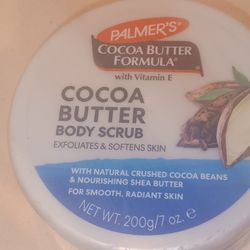 PALMER'S®
COCOA BUTTER
FORMULA®
with Vitamin E
COCOA
BUTTER
BODY SCRUB
EXFOLIATES & SOFTENS SKIN
WITH NATURAL CRUSHED COCOA BEANS
& NOURISHING SHEA BUTTER
FOR SMOOTH, RADIANT SKIN
NET WT. 200g/7 oz. e